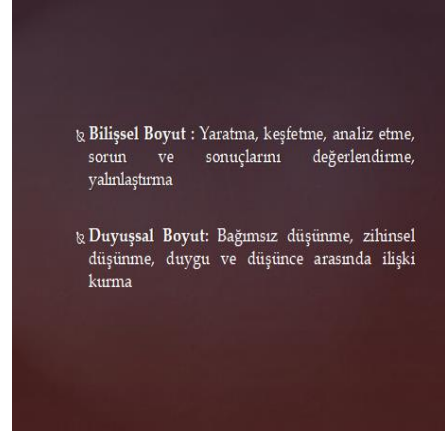 Bilişsel Boyut : Yaratma, keşfetme, analiz etme,
sorun ve sonuçlarını değerlendirme,
yalınlaştırma
Duyuşsal Boyut: Bağımsız düşünme, zihinsel
düşünme, duygu ve düşünce arasında ilişki
kurma